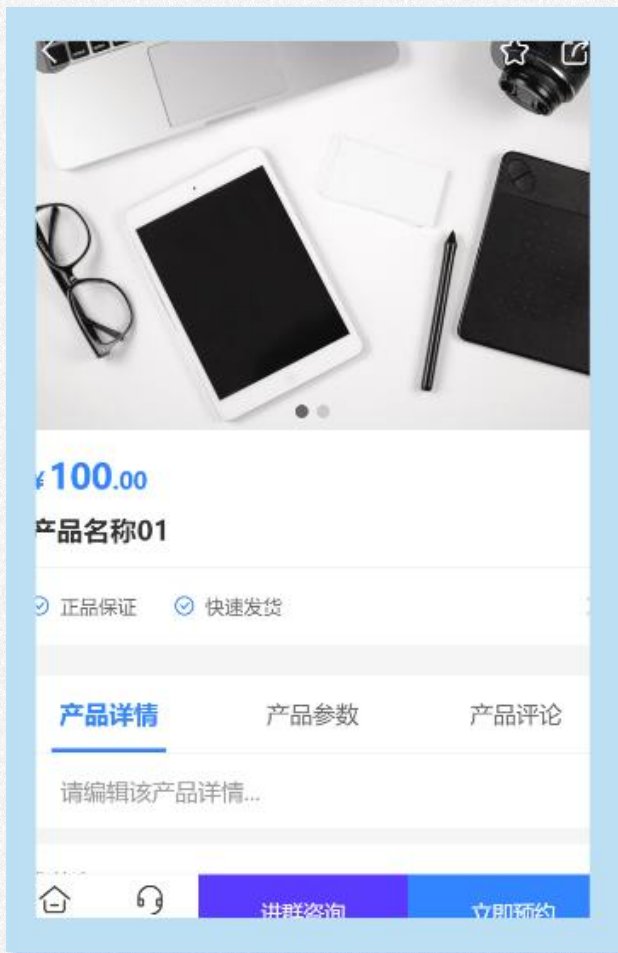 ¥100.00
产品名称01
正品保证 快速发货
产品详情 产品参数 产品评论
请编辑该产品详情...
讲群咨询 立即预约